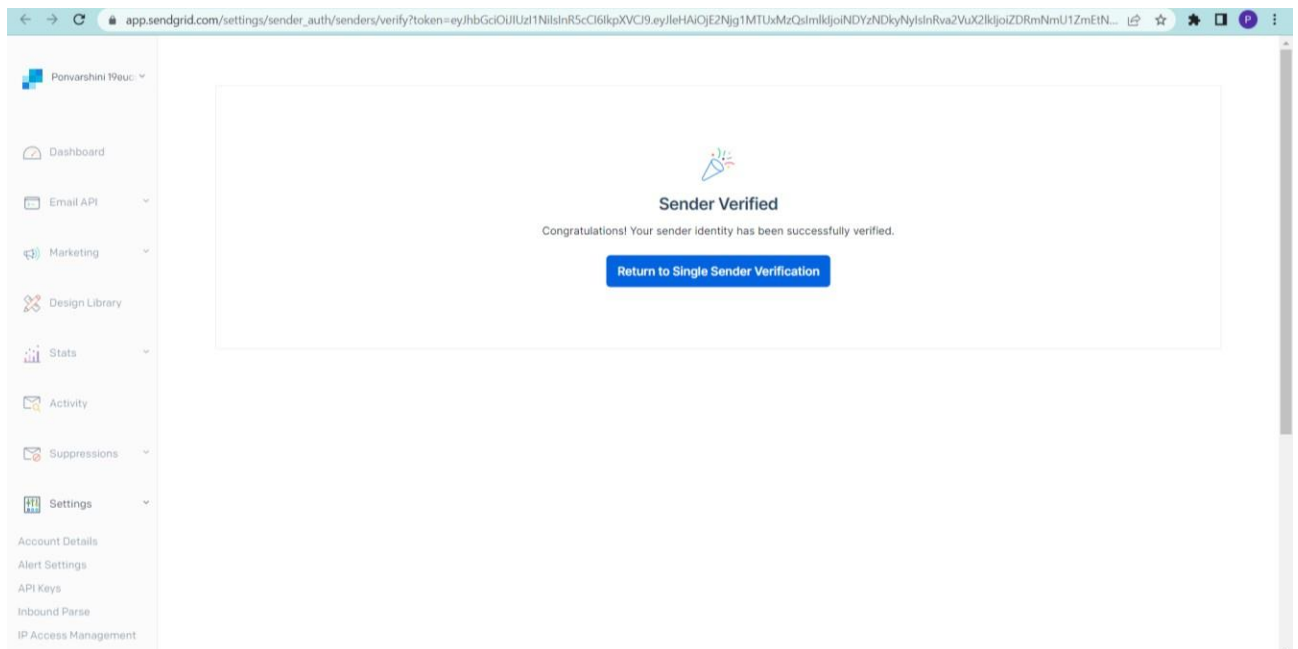 app.sendgrid.com/settings/sender_auth/senders/verify?token=eyJhbGciOiJIUzI1NiIsInR5cCI6IkpXVCJ9.eyJleHAiOjE2Njg1MTUxMzQsImlkIjoiNDYzNDkyNyIsInRva2VuX2lkIjoiZDRmNmU1ZmEtN...
P
Ponvarshini 19euc
Dashboard
Email API
Marketing
Design Library
Stats
Activity
Suppressions
Settings
Account Details
Alert Settings
API Keys
Inbound Parse
IP Access Management
Sender Verified
Congratulations! Your sender identity has been successfully verified.
Return to Single Sender Verification